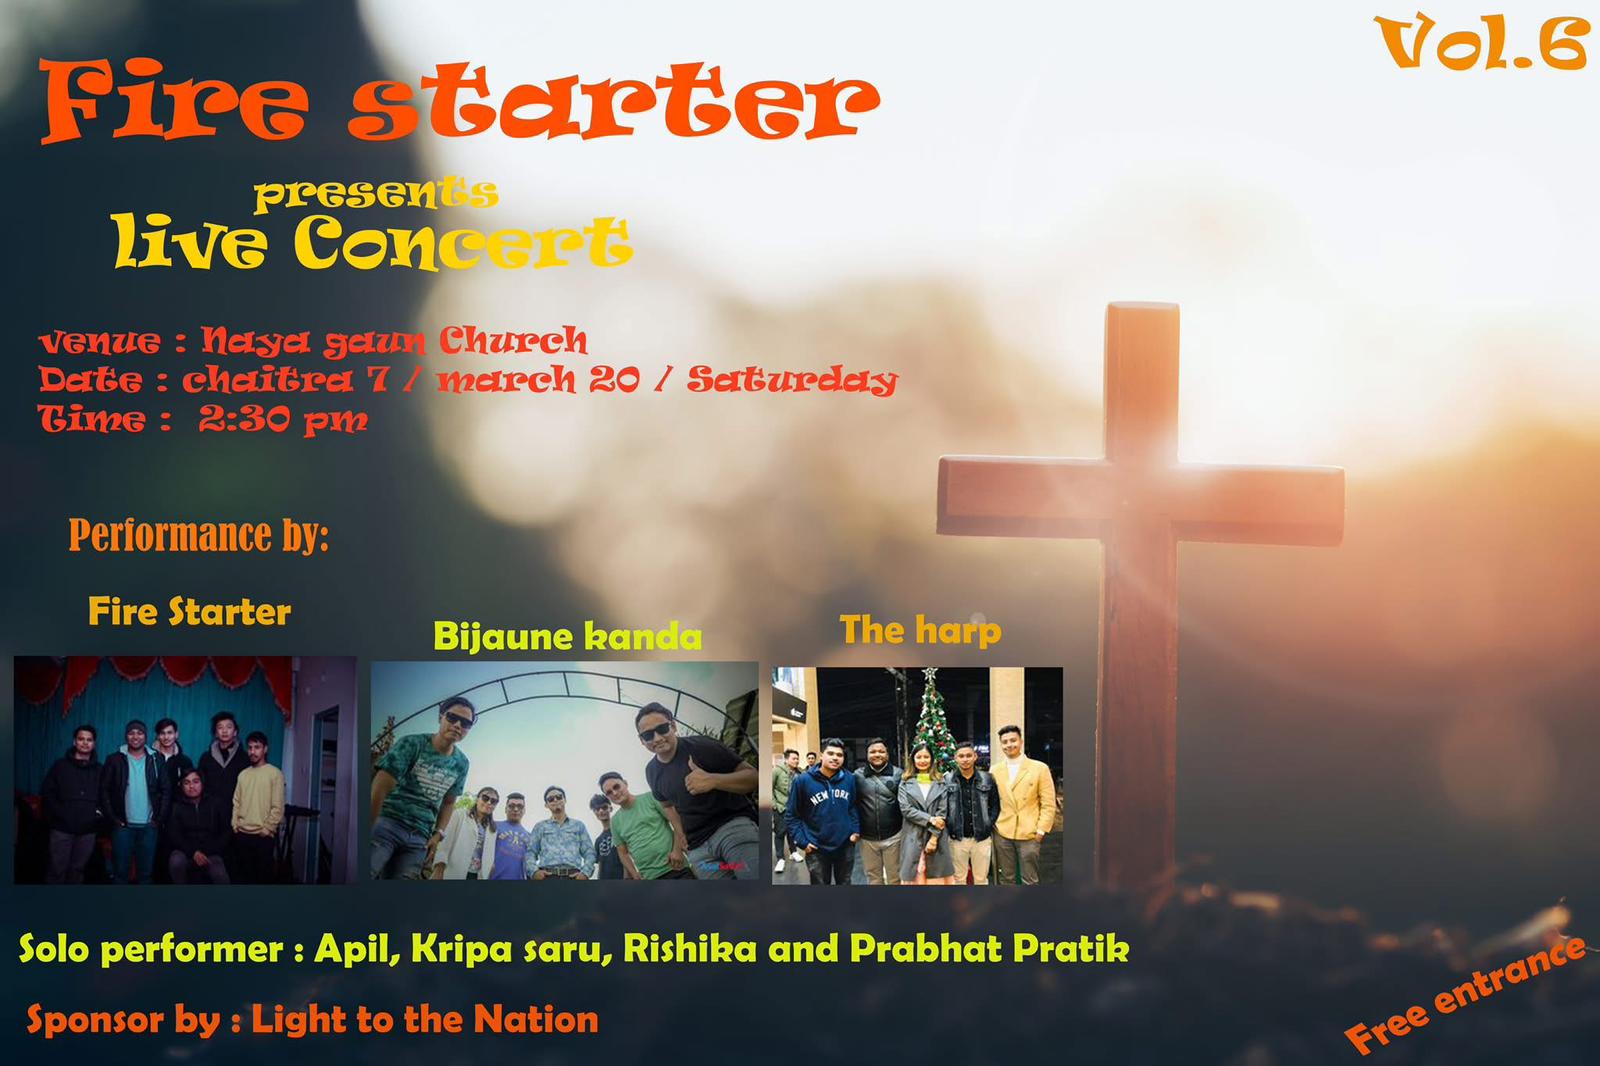 Vol.6
Fire starter
presents
live Concert
venue : Naya gaun Church
Date : chaitra 7 / march 20 / Saturday
Time : 2:30 pm
Performance by:
Fire Starter
Bijaune kanda
The harp
NEW YORK
Solo performer : Apil, Kripa saru, Rishika and Prabhat Pratik
Sponsor by : Light to the Nation
Free entrance